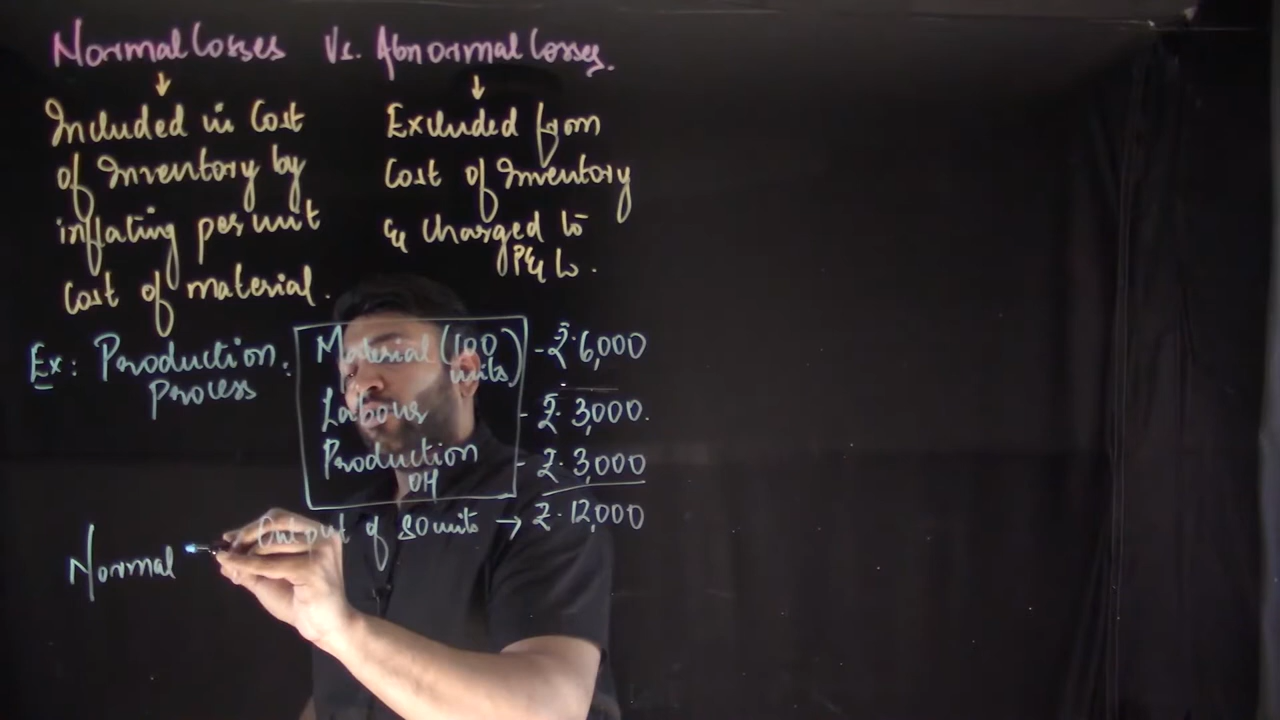 Normal Losses Vs. Abnormal Losses.
↓ ↓
Included in Cost
of Inventory by
inflating per unit
Cost of material.
Excluded from
Cost of Inventory
& charged to
P & L.
Ex: Production Process.
Material (100 units) - ₹ 6,000
Labour - ₹ 3,000.
Production OH - ₹ 3,000
Output of 80 units → ₹ 12,000
Normal